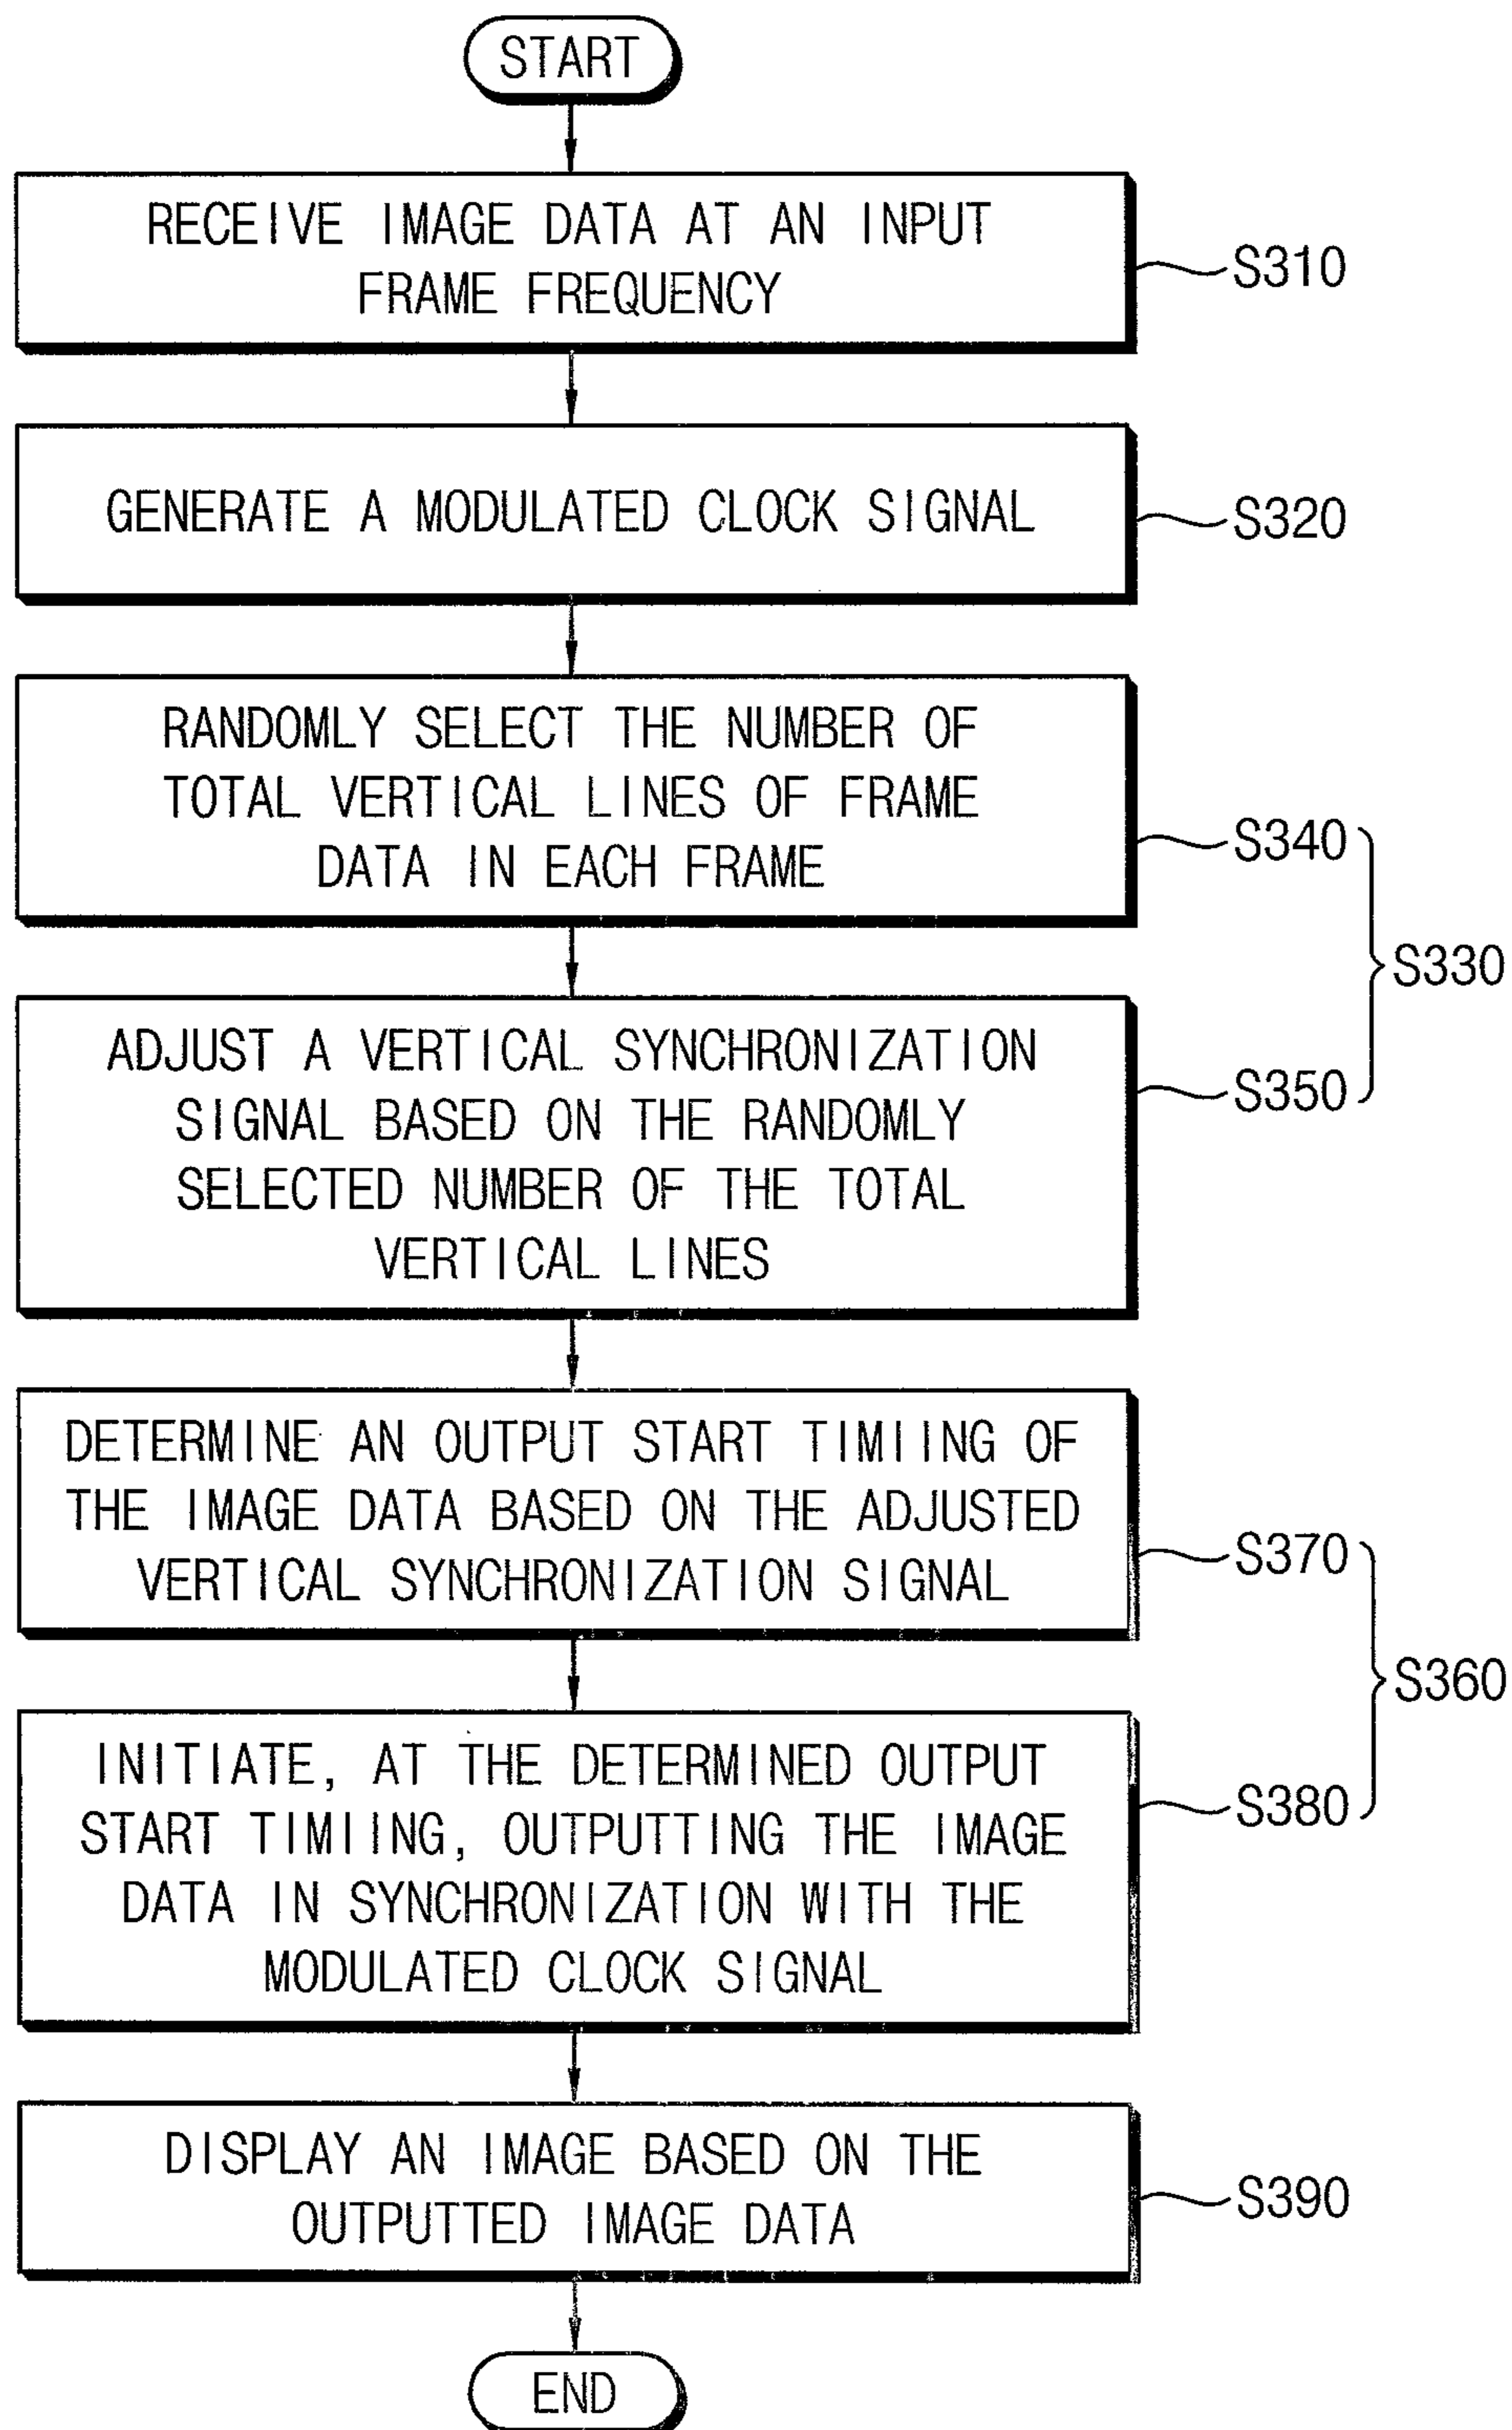 START
RECEIVE IMAGE DATA AT AN INPUT
FRAME FREQUENCY
S310
GENERATE A MODULATED CLOCK SIGNAL
S320
RANDOMLY SELECT THE NUMBER OF
TOTAL VERTICAL LINES OF FRAME
DATA IN EACH FRAME
S340
S330
ADJUST A VERTICAL SYNCHRONIZATION
SIGNAL BASED ON THE RANDOMLY
SELECTED NUMBER OF THE TOTAL
VERTICAL LINES
S350
DETERMINE AN OUTPUT START TIMIING OF
THE IMAGE DATA BASED ON THE ADJUSTED
VERTICAL SYNCHRONIZATION SIGNAL
S370
S360
INITIATE, AT THE DETERMINED OUTPUT
START TIMIING, OUTPUTTING THE IMAGE
DATA IN SYNCHRONIZATION WITH THE
MODULATED CLOCK SIGNAL
S380
DISPLAY AN IMAGE BASED ON THE
OUTPUTTED IMAGE DATA
S390
END